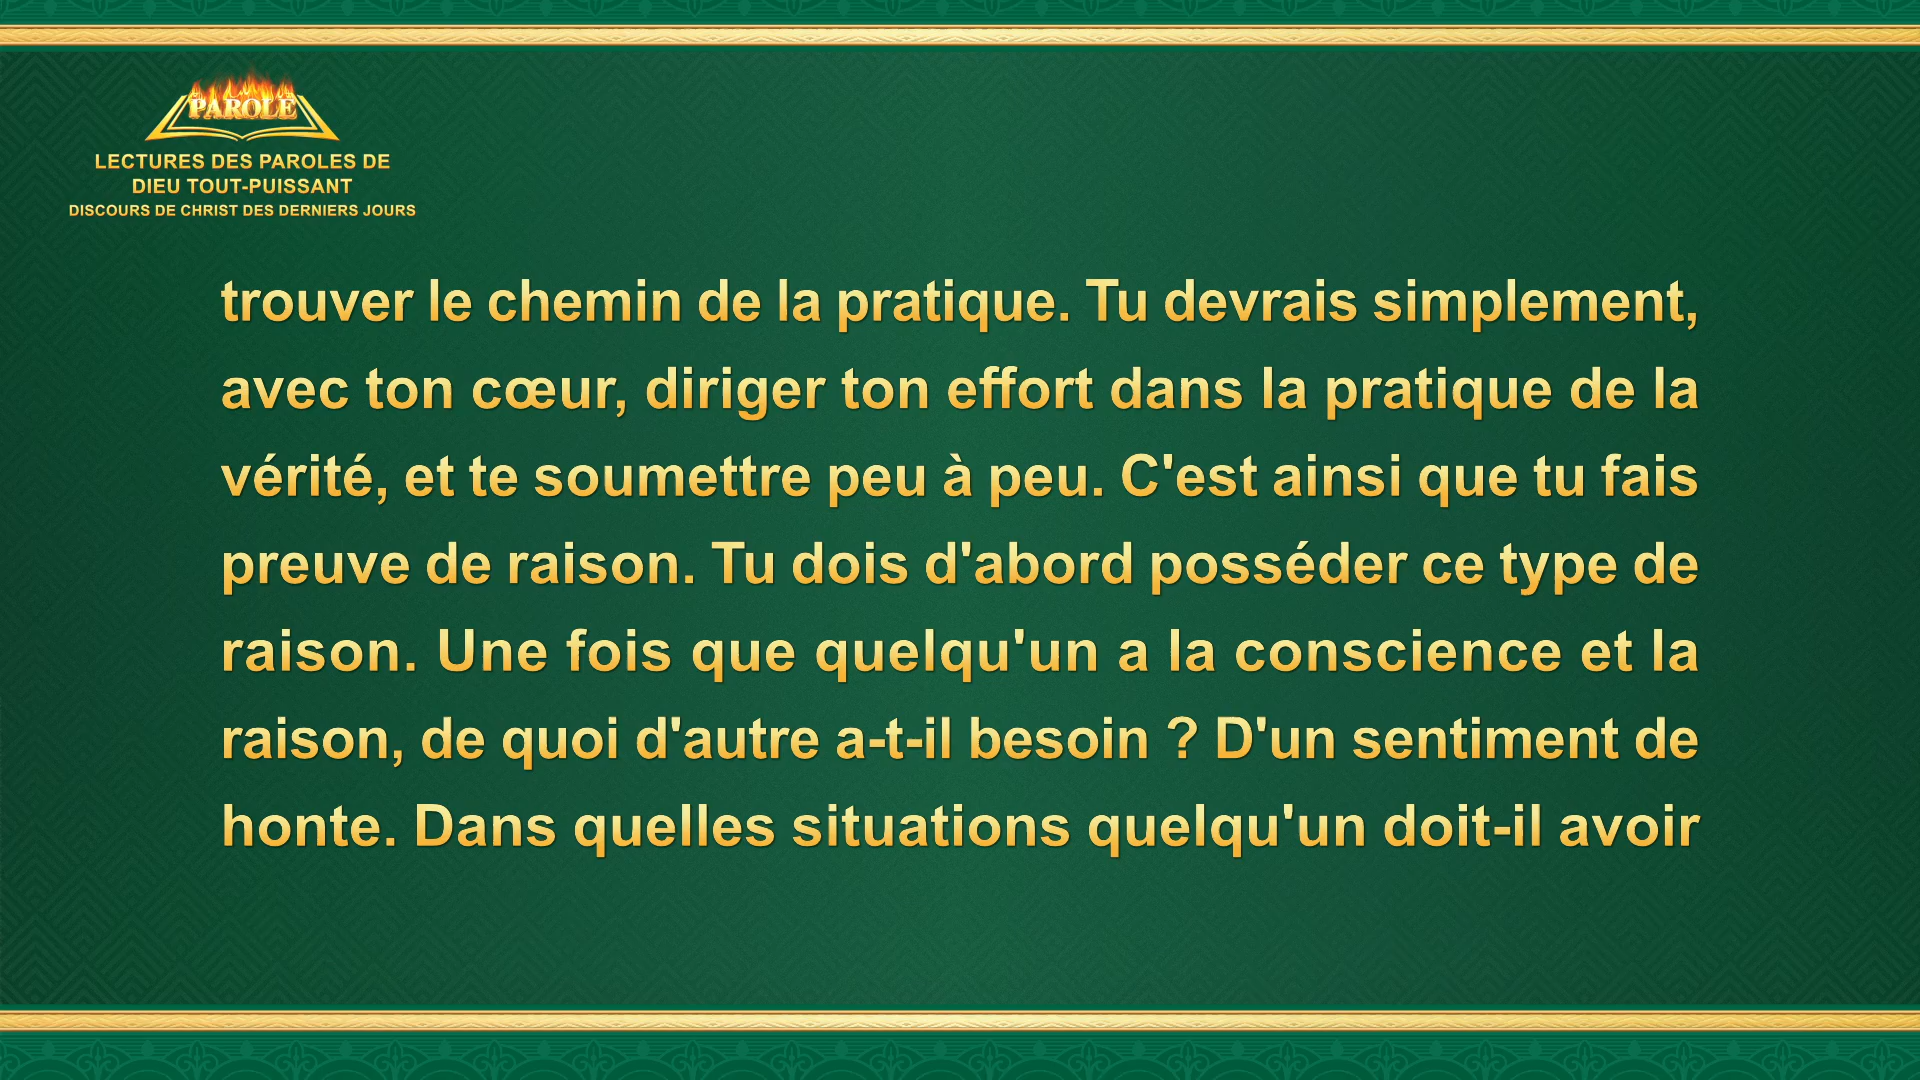 PAROLE
LECTURES DES PAROLES DE
DIEU TOUT-PUISSANT
DISCOURS DE CHRIST DES DERNIERS JOURS
trouver le chemin de la pratique. Tu devrais simplement,
avec ton cœur, diriger ton effort dans la pratique de la
vérité, et te soumettre peu à peu. C'est ainsi que tu fais
preuve de raison. Tu dois d'abord posséder ce type de
raison. Une fois que quelqu'un a la conscience et la
raison, de quoi d'autre a-t-il besoin ? D'un sentiment de
honte. Dans quelles situations quelqu'un doit-il avoir